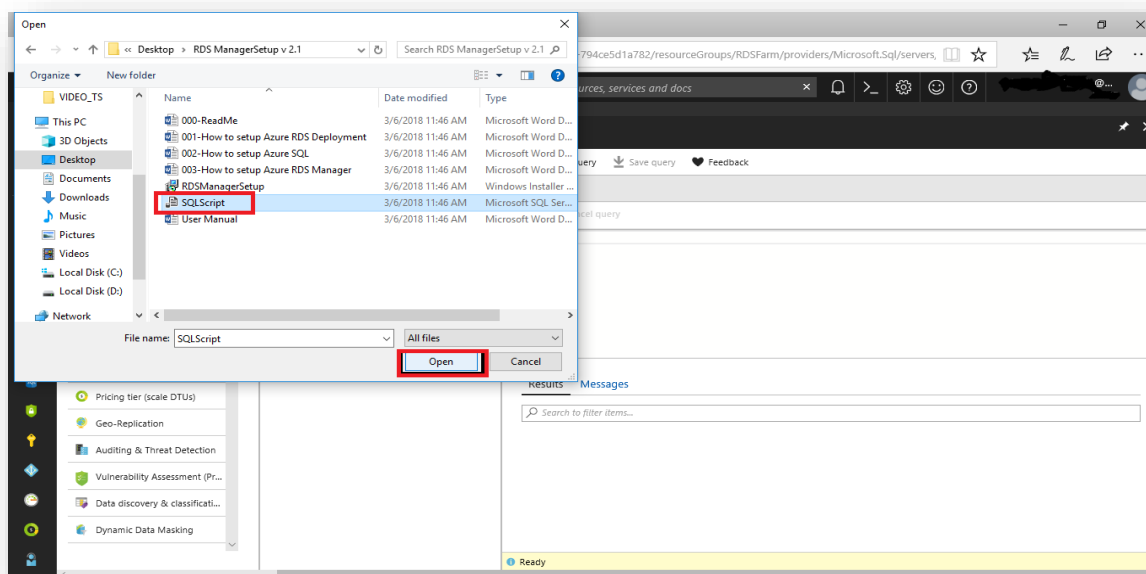 Open
« Desktop > RDS ManagerSetup v 2.1
Search RDS ManagerSetup v 2.1
-794ce5d1a782/resourceGroups/RDSFarm/providers/Microsoft.Sql/servers,
Organize
New folder
urces, services and docs
@...
VIDEO_TS
This PC
3D Objects
Desktop
Documents
Downloads
Music
Pictures
Videos
Local Disk (C:)
Local Disk (D:)
Network
Name Date modified Type
000-ReadMe 3/6/2018 11:46 AM Microsoft Word D...
001-How to setup Azure RDS Deployment 3/6/2018 11:46 AM Microsoft Word D...
002-How to setup Azure SQL 3/6/2018 11:46 AM Microsoft Word D...
003-How to setup Azure RDS Manager 3/6/2018 11:46 AM Microsoft Word D...
RDSManagerSetup 3/6/2018 11:46 AM Windows Installer ...
SQLScript 3/6/2018 11:46 AM Microsoft SQL Ser...
User Manual 3/6/2018 11:46 AM Microsoft Word D...
uery Save query Feedback
cel query
File name: SQLScript All files
Open Cancel
Results Messages
Search to filter items...
Pricing tier (scale DTUs)
Geo-Replication
Auditing & Threat Detection
Vulnerability Assessment (Pr...
Data discovery & classificati...
Dynamic Data Masking
Ready